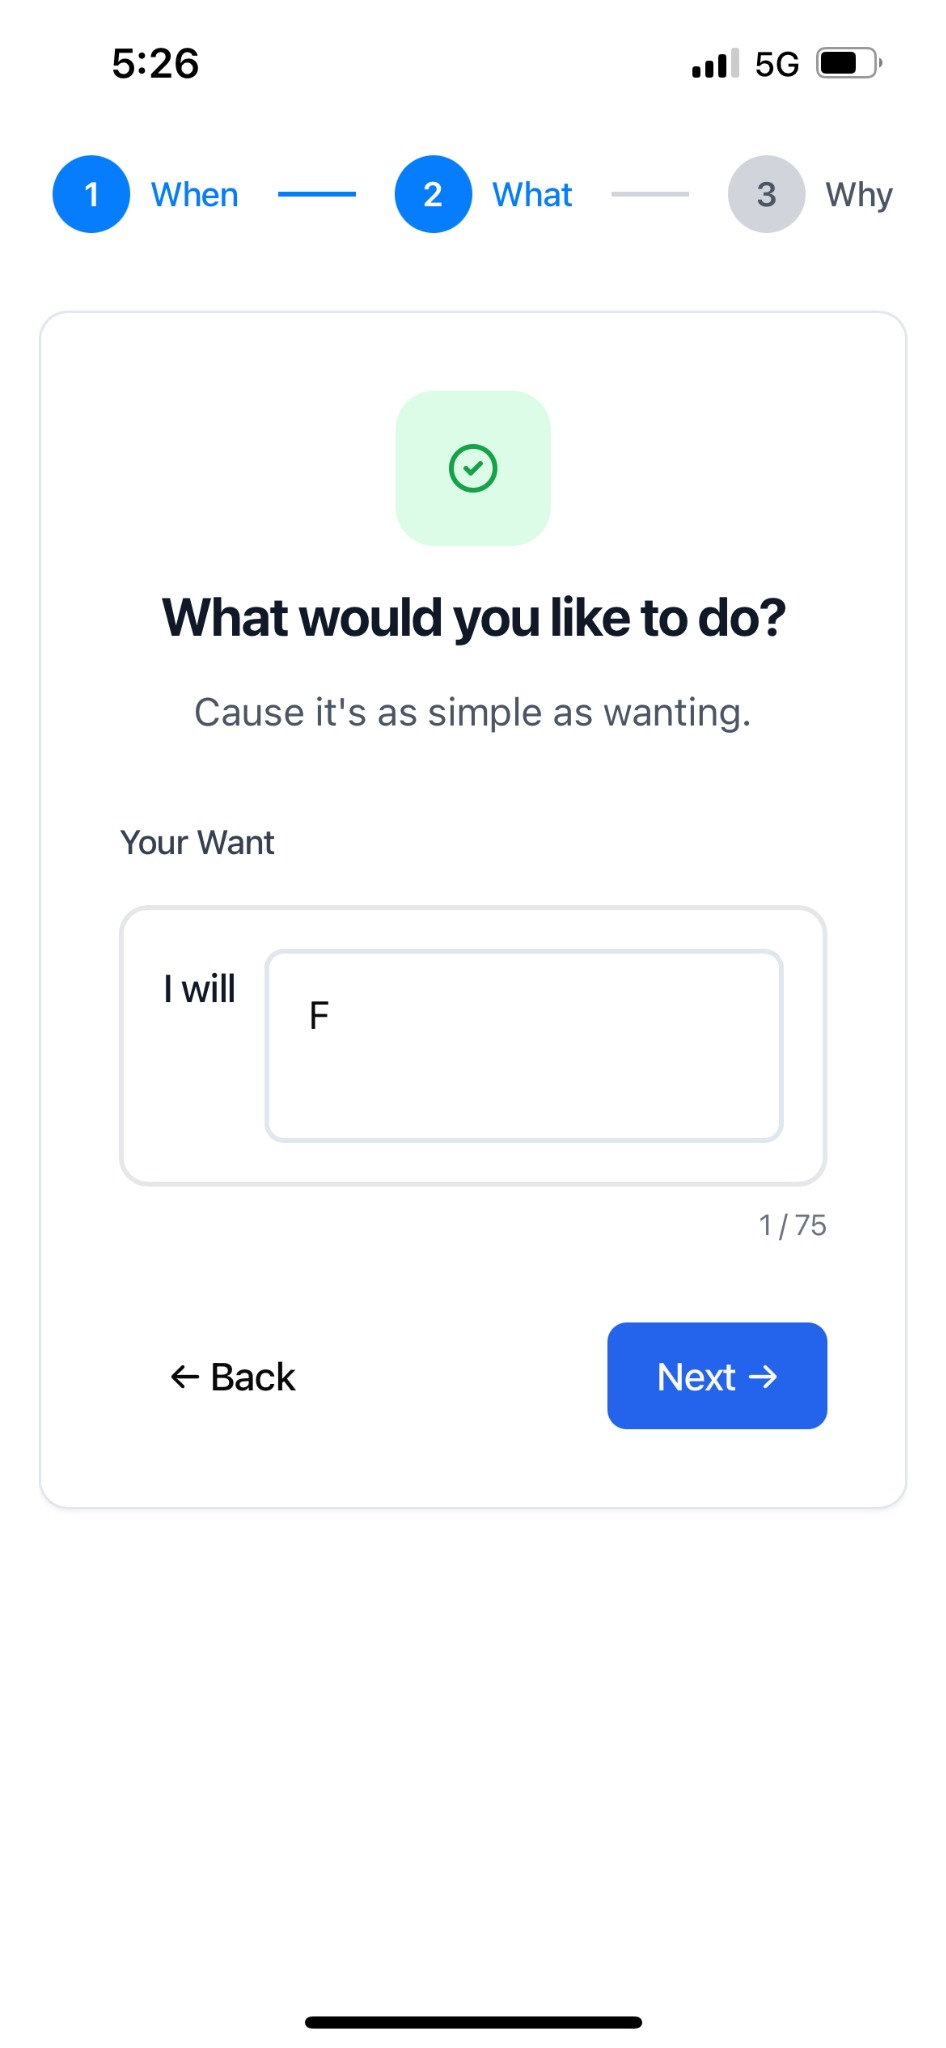 5:26 5G
1 When 2 What 3 Why
What would you like to do?
Cause it's as simple as wanting.
Your Want
I will F
1 / 75
← Back Next →